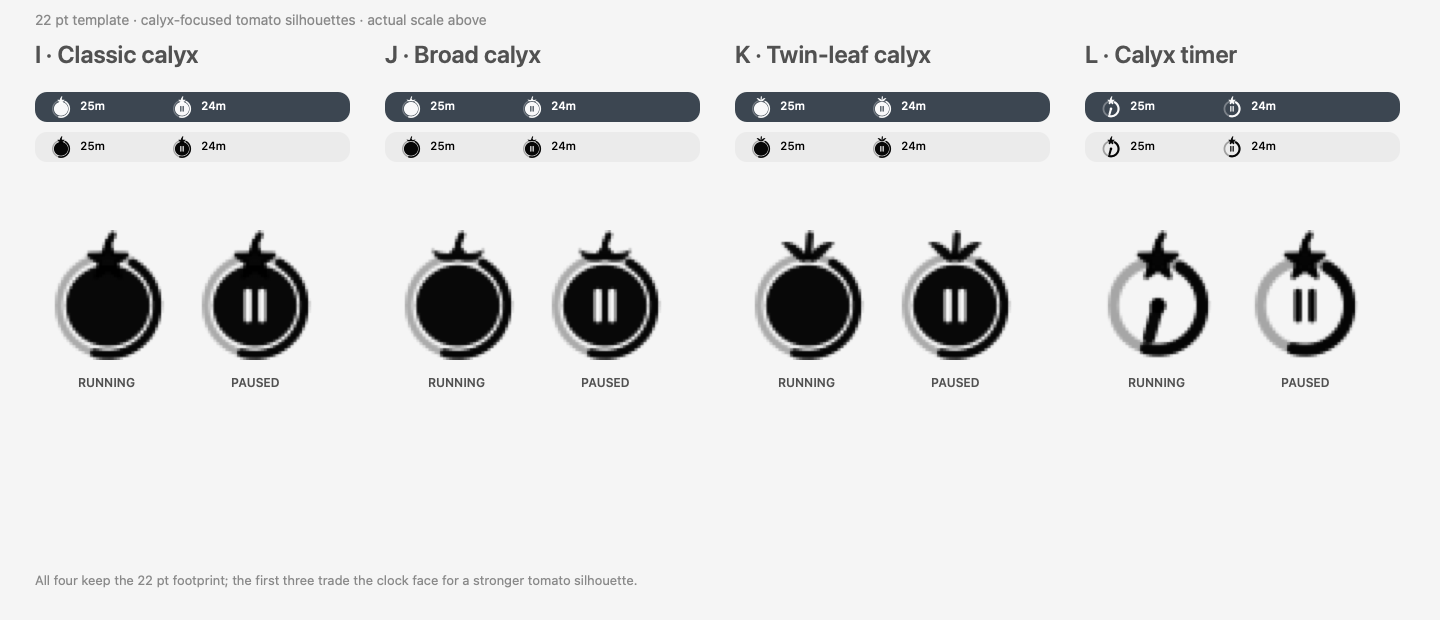 22 pt template · calyx-focused tomato silhouettes · actual scale above
I · Classic calyx
J · Broad calyx
K · Twin-leaf calyx
L · Calyx timer
25m
24m
25m
24m
25m
24m
25m
24m
25m
24m
25m
24m
25m
24m
25m
24m
RUNNING
PAUSED
RUNNING
PAUSED
RUNNING
PAUSED
RUNNING
PAUSED
All four keep the 22 pt footprint; the first three trade the clock face for a stronger tomato silhouette.